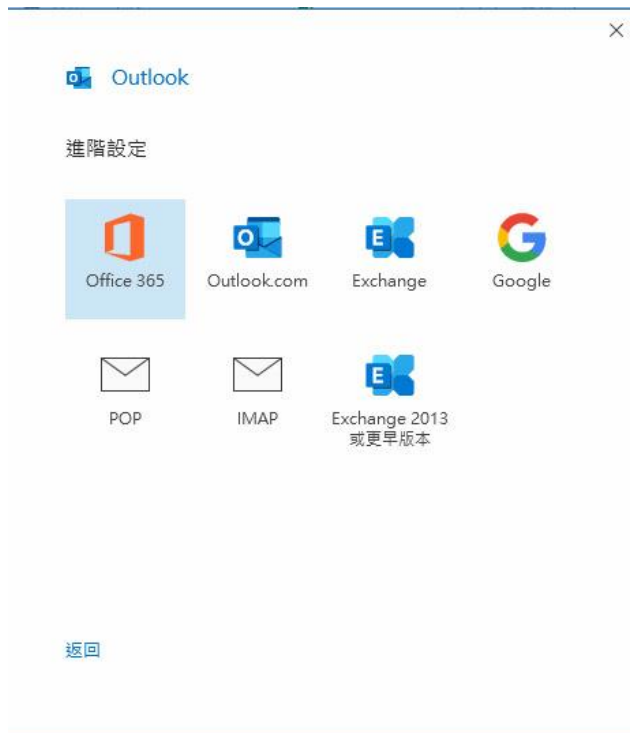 Outlook
進階設定
Office 365
Outlook.com
Exchange
Google
POP
IMAP
Exchange 2013
或更早版本
返回